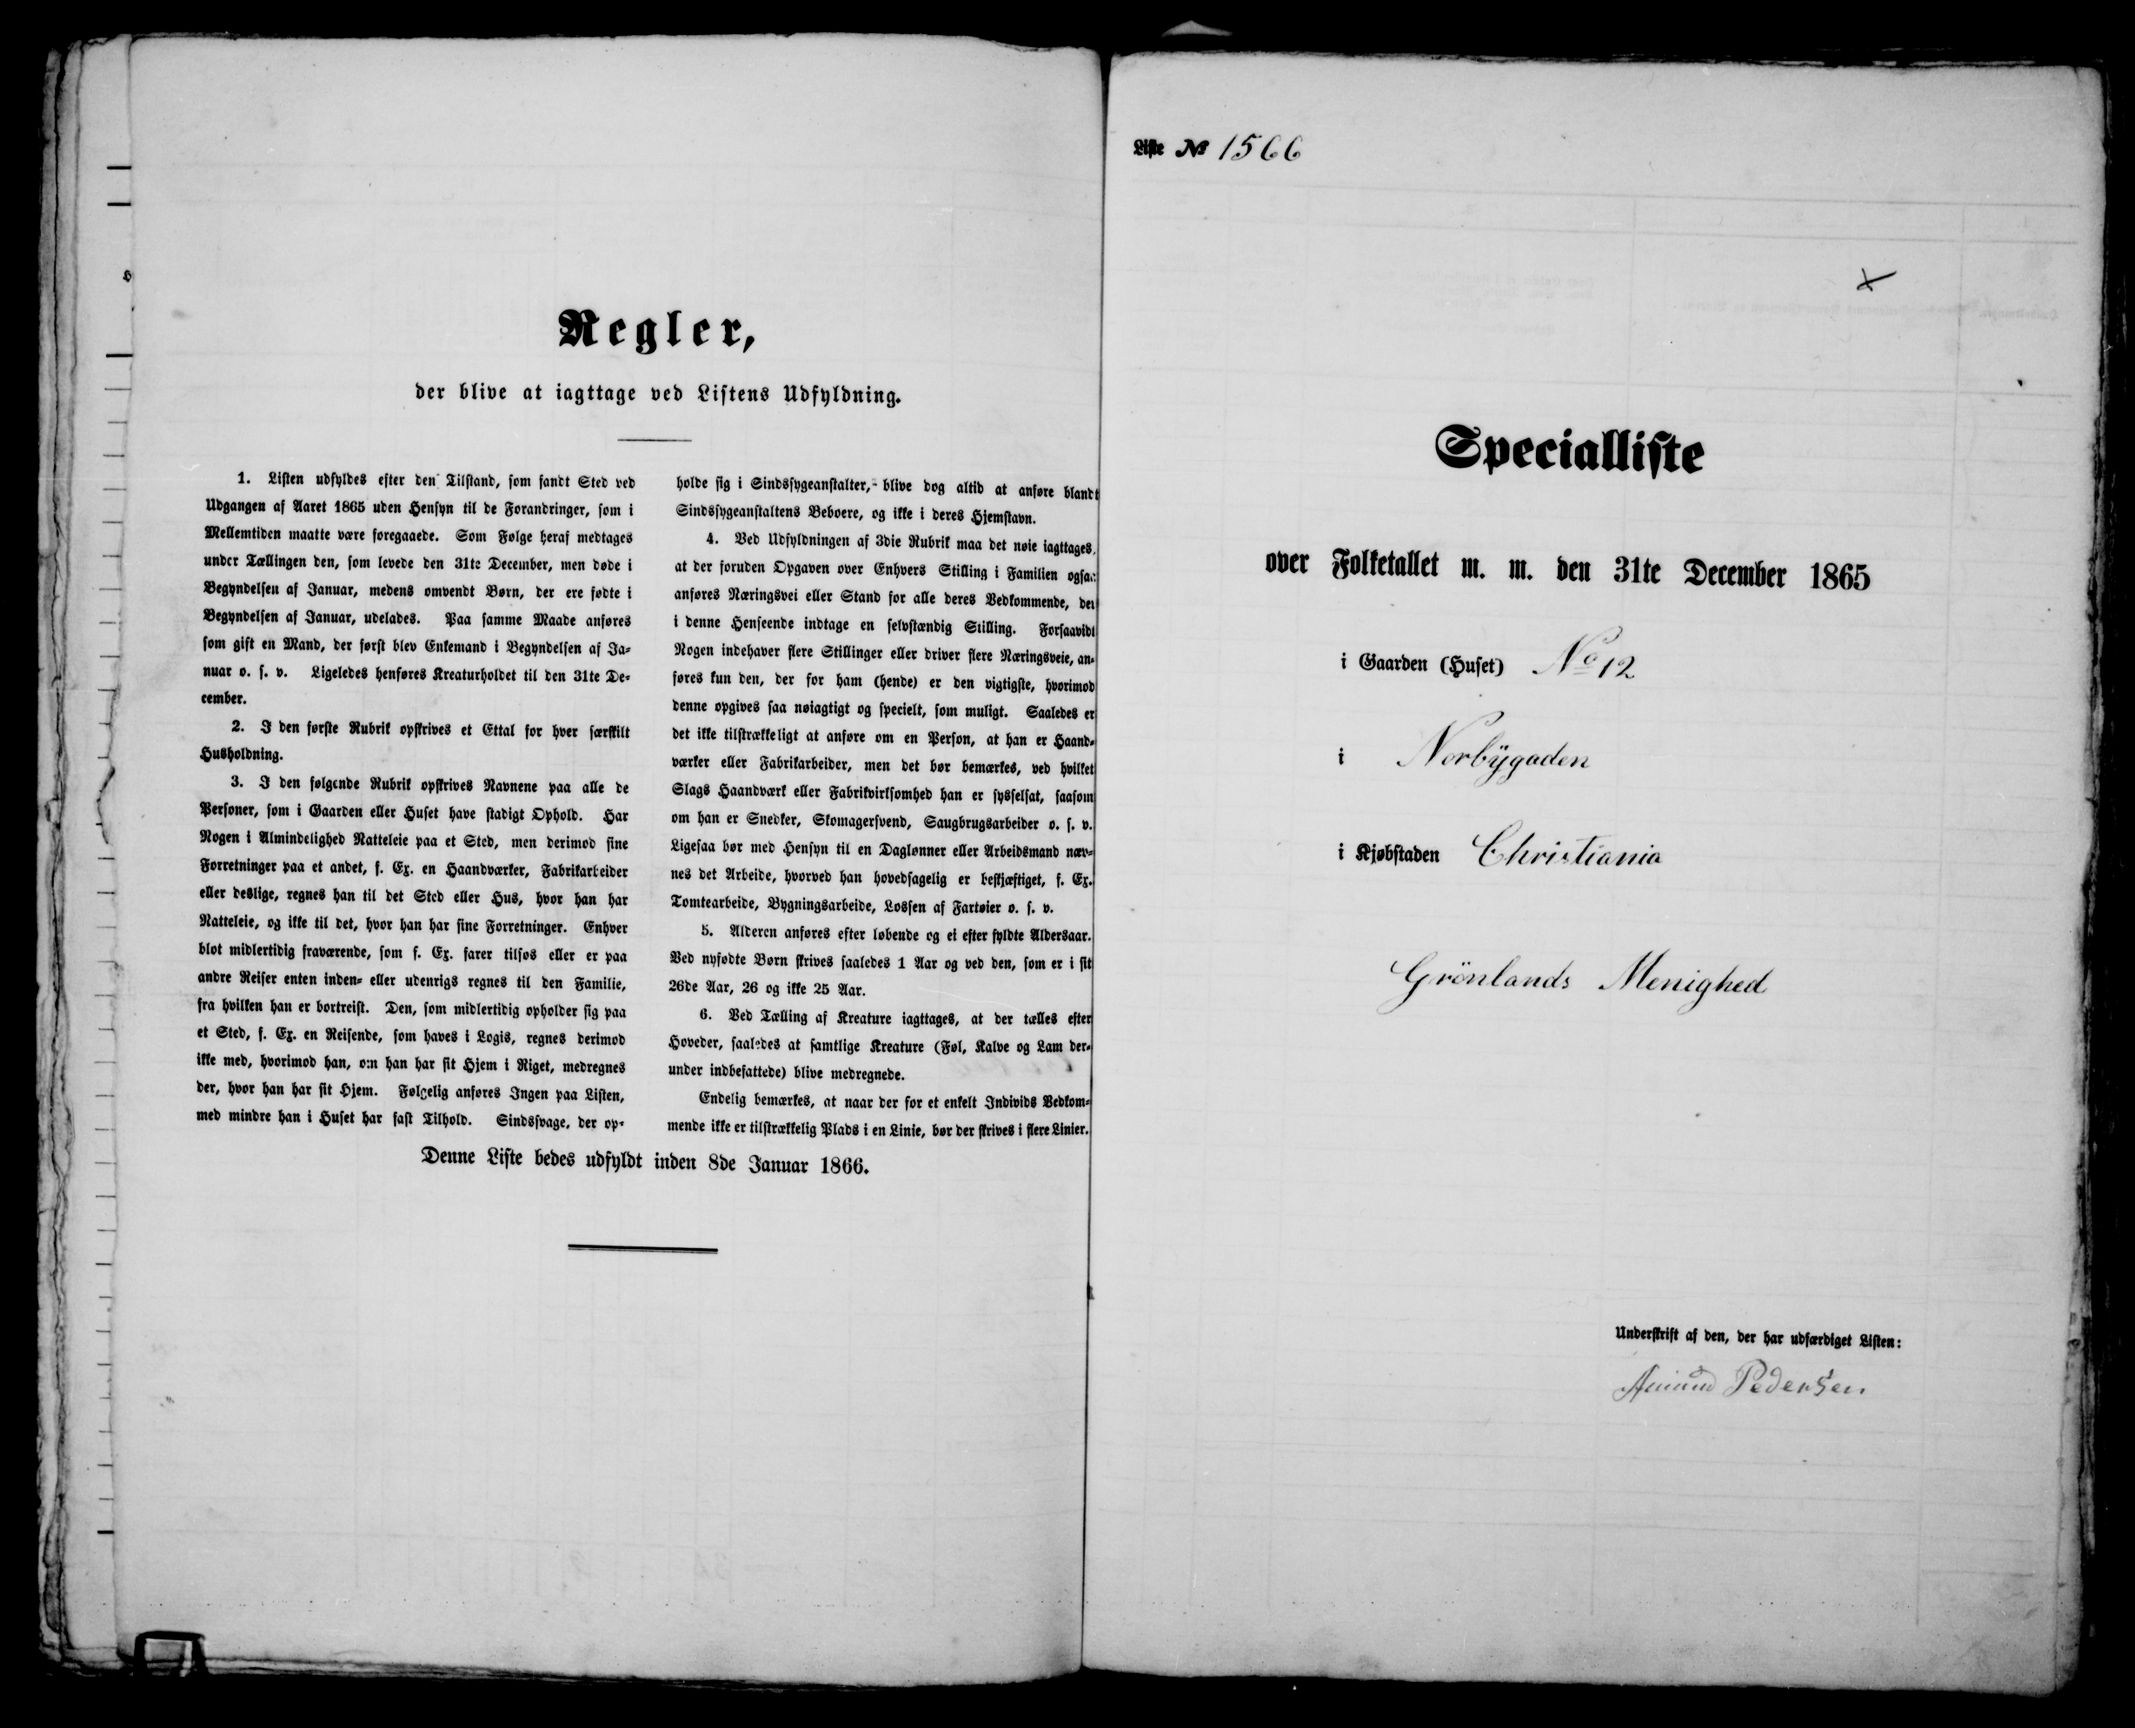 Regler,
der blive at iagttage ved Listens Udfyldning.
1. Listen udfyldes efter den Tilstand, som fandt Sted ved
Udgangen af Aaret 1865 uden Hensyn til de Forandringer, som i
Mellemtiden maatte være foregaaede. Som Følge heraf medtages
under Tællingen den, som levede den 31te December, men døde i
Begyndelsen af Januar, medens omvendt Børn, der ere fødte i
Begyndelsen af Januar, udelades. Paa samme Maade anføres
som gift en Mand, der først blev Enkemand i Begyndelsen af Ja-
nuar o. s. v. Ligeledes henføres Kreaturholdet til den 31te De-
cember.
2. I den første Rubrik opskrives et Ettal for hver særskilt
Husholdning.
3. I den følgende Rubrik opskrives Navnene paa alle de
Personer, som i Gaarden eller Huset have stadigt Ophold. Har
Nogen i Almindelighed Natteleie paa et Sted, men derimod sine
Forretninger paa et andet, f. Ex. en Haandværker, Fabrikarbeider
eller deslige, regnes han til det Sted eller Hus, hvor han har
Natteleie, og ikke til det, hvor han har sine Forretninger. Enhver
blot midlertidig fraværende, som f. Ex. farer tilsøs eller er paa
andre Reiser enten inden- eller udenrigs regnes til den Familie,
fra hvilken han er bortreist. Den, som midlertidig opholder sig paa
et Sted, f. Ex. en Reisende, som haves i Logis, regnes derimod
ikke med, hvorimod han, om han har sit Hjem i Riget, medregnes
der, hvor han har sit Hjem. Følgelig anføres Ingen paa Listen,
med mindre han i Huset har fast Tilhold. Sindssvage, der op-
holde sig i Sindssygeanstalter, blive dog altid at anføre blandt
Sindssygeanstaltens Beboere, og ikke i deres Hjemstavn.
4. Ved Udfyldningen af 3die Rubrik maa det nøie iagttages,
at der foruden Opgaven over Enhvers Stilling i Familien ogsaa
anføres Næringsvei eller Stand for alle deres Vedkommende, der
i denne Henseende indtage en selvstændig Stilling. Forsaavidt
Nogen indehaver flere Stillinger eller driver flere Næringsveie, an-
føres kun den, der for ham (hende) er den vigtigste, hvorimod
denne opgives saa nøiagtigt og specielt, som muligt. Saaledes er
det ikke tilstrækkeligt at anføre om en Person, at han er Haand-
værker eller Fabrikarbeider, men det bør bemærkes, ved hvilket
Slags Haandværk eller Fabrikvirksomhed han er sysselsat, saasom
om han er Snedker, Skomagersvend, Saugbrugsarbeider o. s. v.
Ligesaa bør med Hensyn til en Daglønner eller Arbeidsmand næv-
nes det Arbeide, hvorved han hovedsagelig er beskjæftiget, f. Ex.
Tomtearbeide, Bygningsarbeide, Lossen af Fartøier o. s. v.
5. Alderen anføres efter løbende og ei efter fyldte Aldersaar.
Ved nyfødte Børn skrives saaledes 1 Aar og ved den, som er i sit
26de Aar, 26 og ikke 25 Aar.
6. Ved Tælling af Kreature iagttages, at der tælles efter
Hoveder, saaledes at samtlige Kreature (Føl, Kalve og Lam der-
under indbefattede) blive medregnede.
Endelig bemærkes, at naar der for et enkelt Individs Vedkom-
mende ikke er tilstrækkelig Plads i en Linie, bør der skrives i flere Linier.
Denne Liste bedes udfyldt inden 8de Januar 1866.
Liste No 1566
Specialliste
over Folketallet m. m. den 31te December 1865
i Gaarden (Huset) No 12
i Norbÿgaden
i Kjøbstaden Christiania
Grönlands Menighed
Underskrift af den, der har udfærdiget Listen:
Amund Pedersen